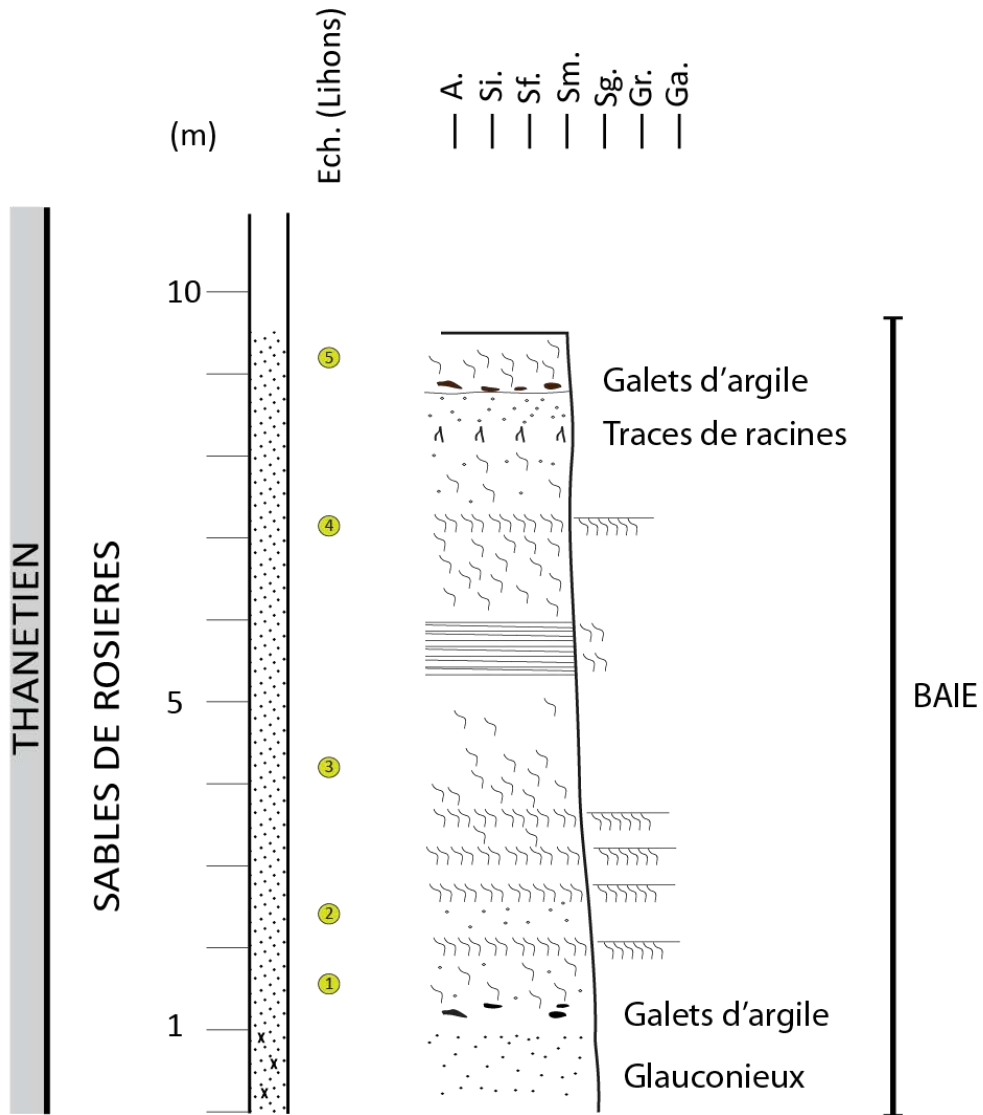 (m)
Ech. (Lihons)
A.
Si.
Sf.
Sm.
Sg.
Gr.
Ga.
THANETIEN
SABLES DE ROSIERES
10
5
1
5
4
3
2
1
Galets d'argile
Traces de racines
BAIE
Galets d'argile
Glauconieux
x
x
x